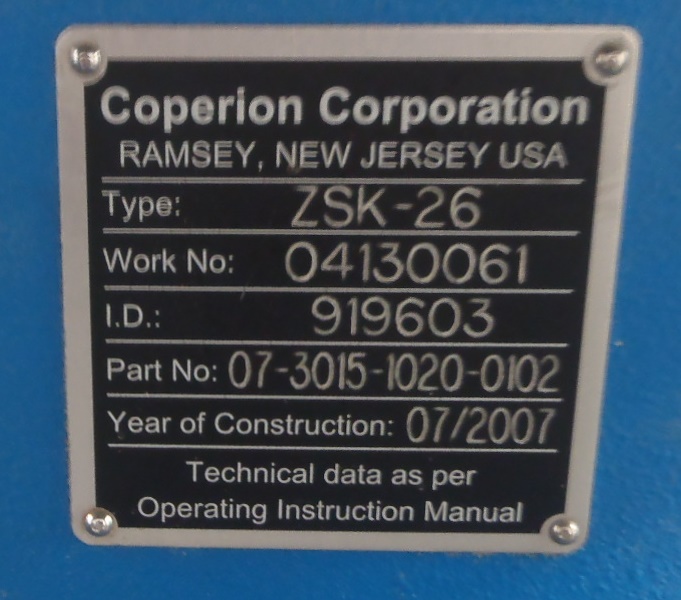 Coperion Corporation
RAMSEY, NEW JERSEY USA
Type: ZSK-26
Work No: 04130061
I.D.: 919603
Part No: 07-3015-1020-0102
Year of Construction: 07/2007
Technical data as per
Operating Instruction Manual